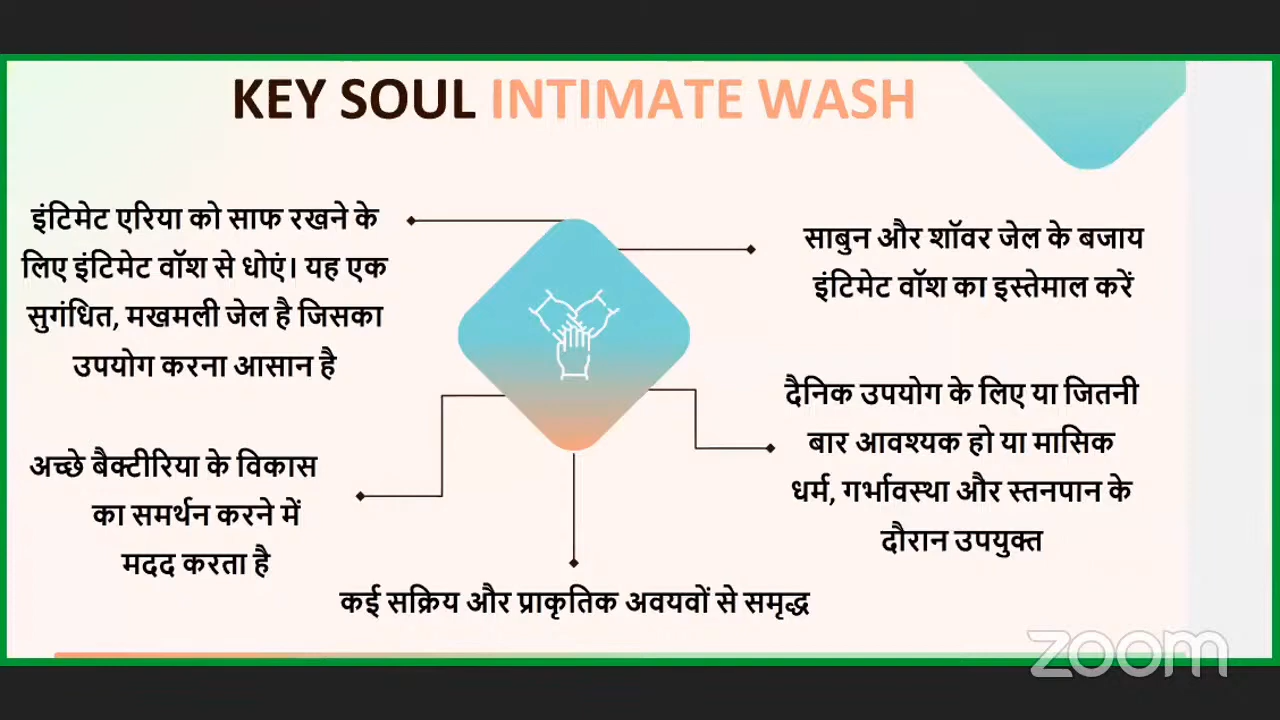 KEY SOUL INTIMATE WASH
इंटिमेट एरिया को साफ रखने के
लिए इंटिमेट वॉश से धोएं। यह एक
सुगंधित, मखमली जेल है जिसका
उपयोग करना आसान है
साबुन और शॉवर जेल के बजाय
इंटिमेट वॉश का इस्तेमाल करें
दैनिक उपयोग के लिए या जितनी
बार आवश्यक हो या मासिक
धर्म, गर्भावस्था और स्तनपान के
दौरान उपयुक्त
अच्छे बैक्टीरिया के विकास
का समर्थन करने में
मदद करता है
कई सक्रिय और प्राकृतिक अवयवों से समृद्ध
zoom